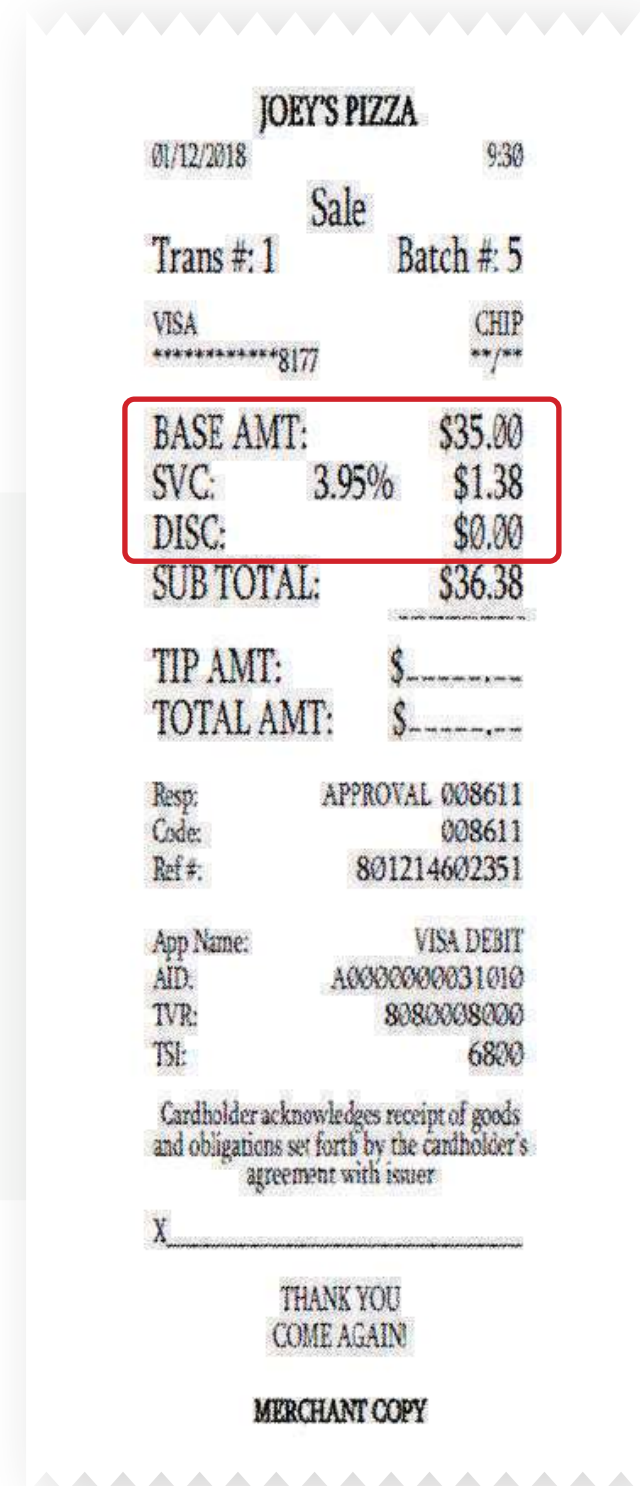 JOEY'S PIZZA
01/12/2018 9:30
Sale
Trans #: 1 Batch #: 5
VISA CHIP
************8177 **/**
BASE AMT: $35.00
SVC: 3.95% $1.38
DISC: $0.00
SUB TOTAL: $36.38
TIP AMT: $_____.__
TOTAL AMT: $_____.__
Resp: APPROVAL 008611
Code: 008611
Ref #: 801214602351
App Name: VISA DEBIT
AID: A0000000031010
TVR: 8080008000
TSI: 6800
Cardholder acknowledges receipt of goods
and obligations set forth by the cardholder's
agreement with issuer
X
THANK YOU
COME AGAIN!
MERCHANT COPY